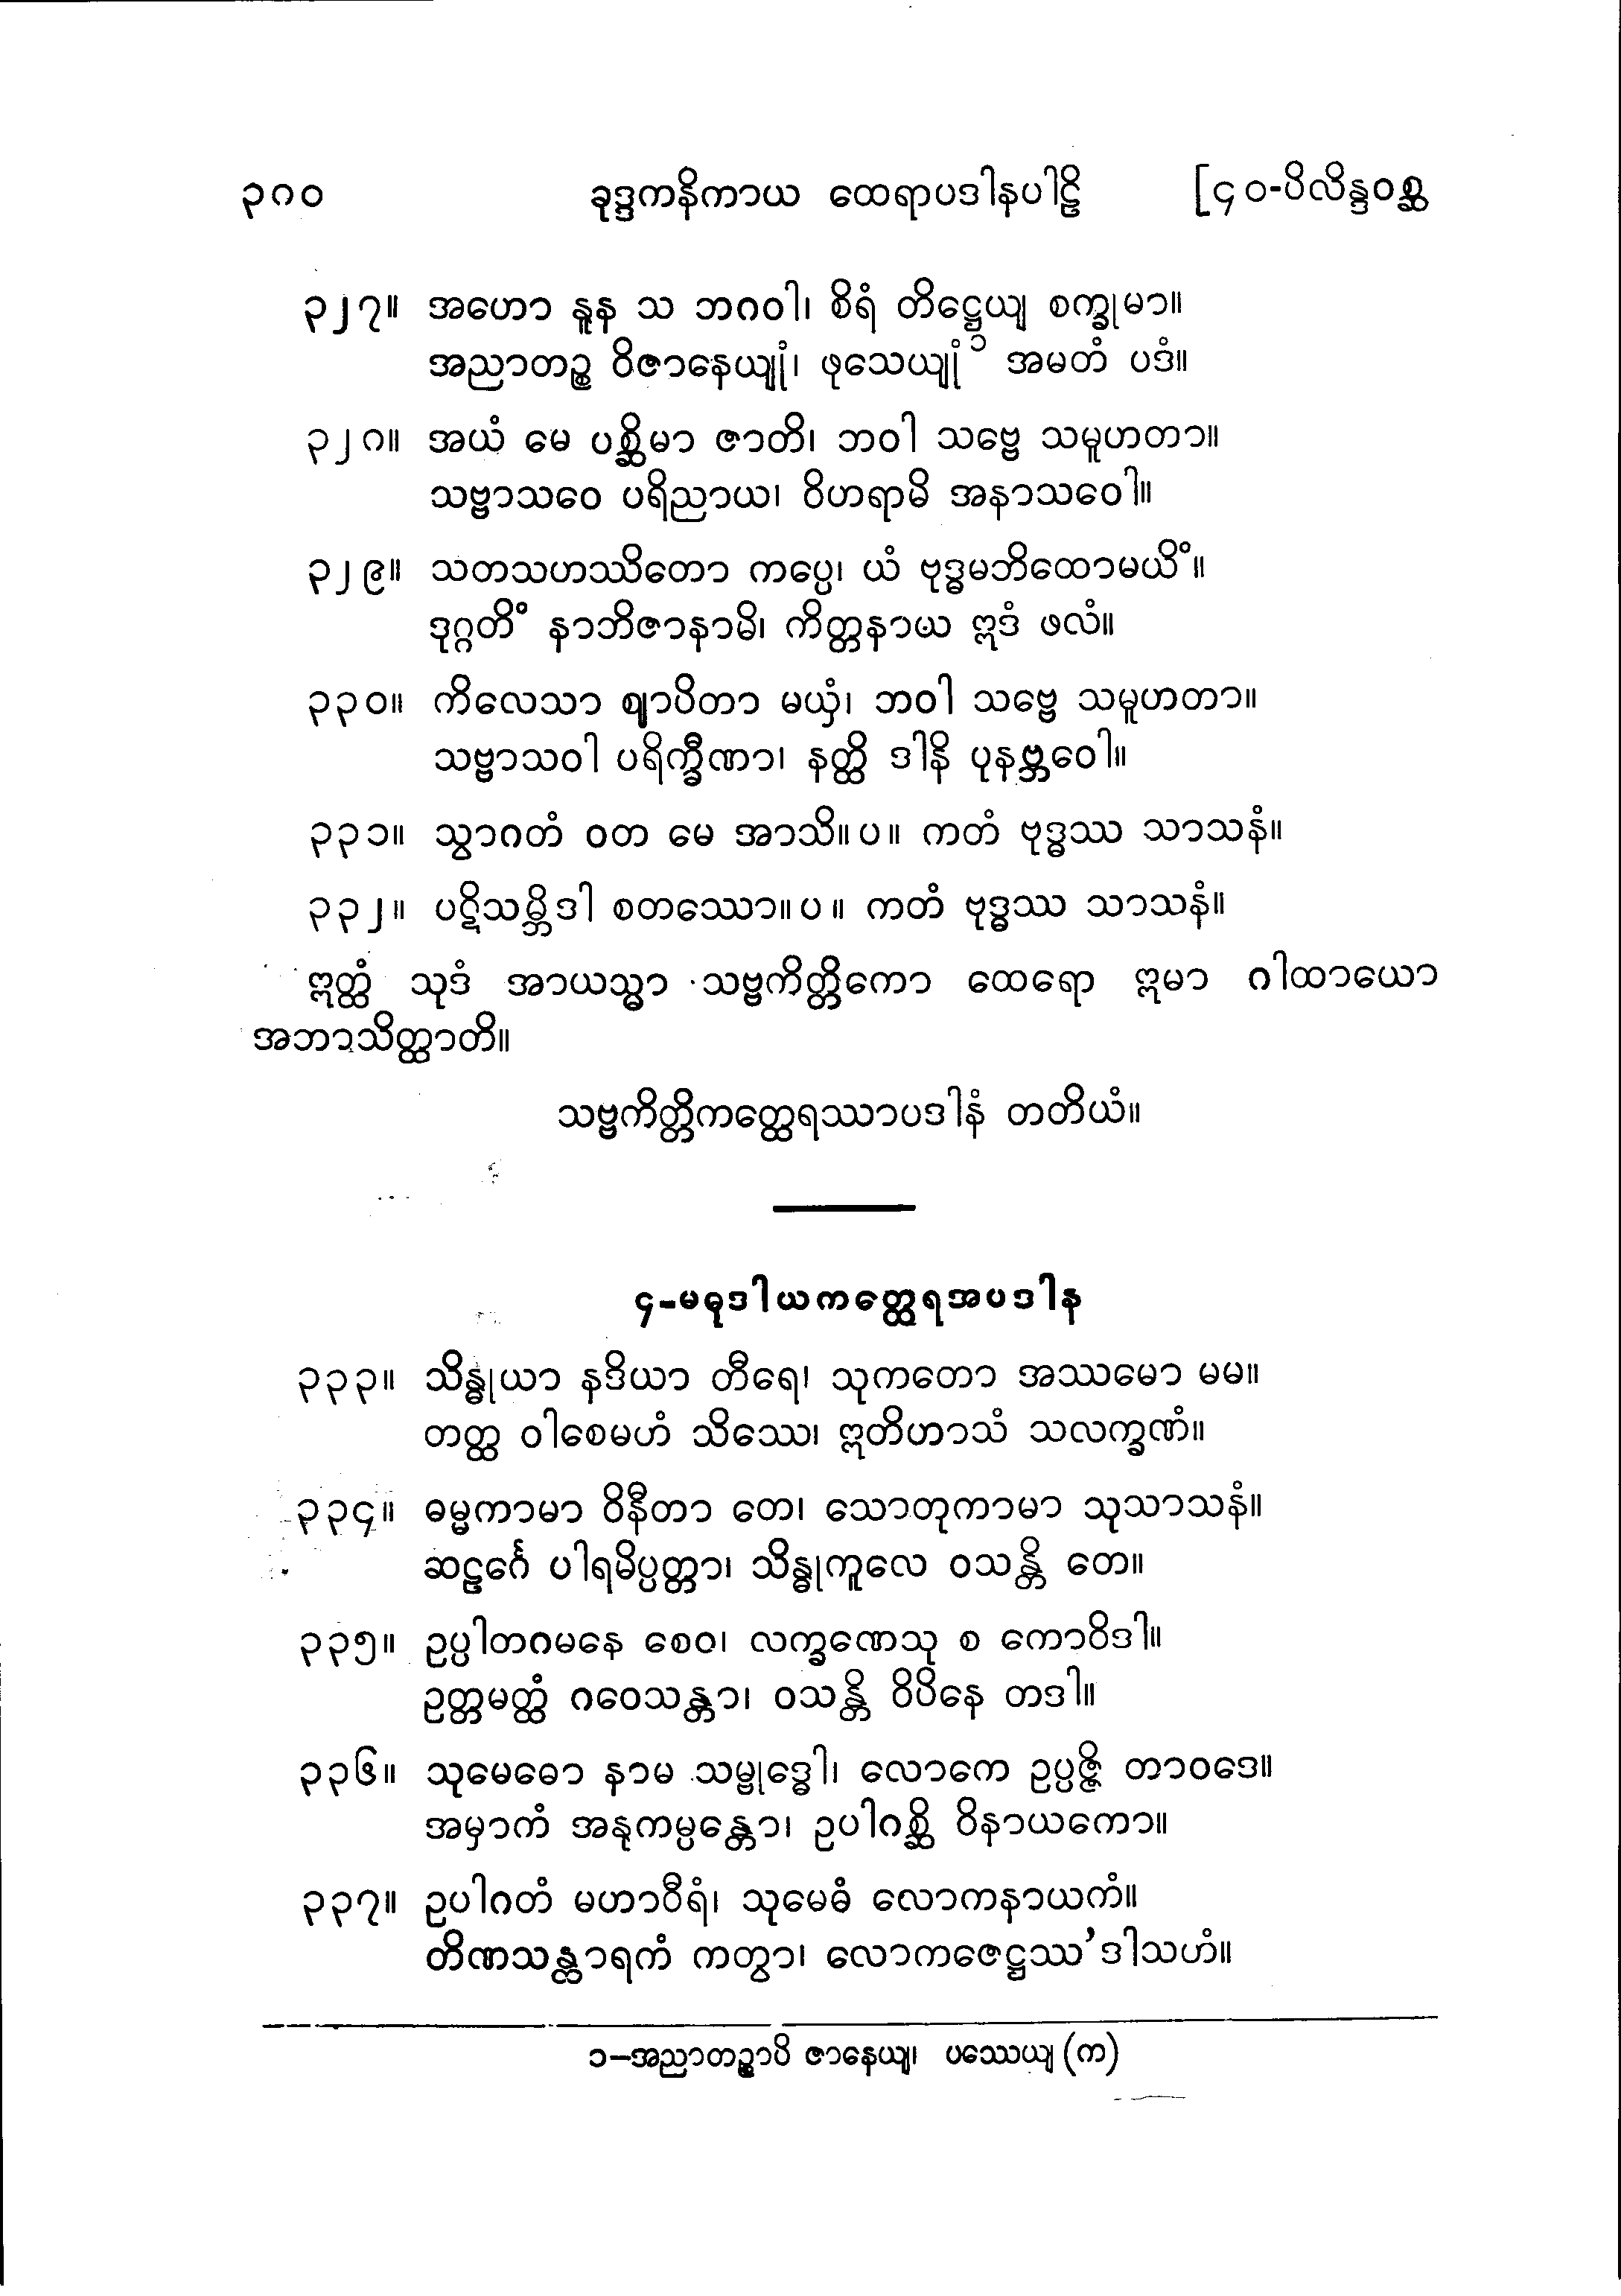 ၃၈၀ ခုဒ္ဒကနိကာယ ထေရာပဒါနပါဠိ [၄၀-ပိလိန္ဒဝစ္ဆ
၃၂၇။ အဟော နူန သ ဘဂဝါ၊ စိရံ တိဋ္ဌေယျ စက္ခုမာ။
အညာတဉ္စ ဝိဇာနေယျုံ၊ ဖုသေယျုံ ၁ အမတံ ပဒံ။
၃၂၈။ အယံ မေ ပစ္ဆိမာ ဇာတိ၊ ဘဝါ သဗ္ဗေ သမူဟတာ။
သဗ္ဗာသဝေ ပရိညာယ၊ ဝိဟရာမိ အနာသဝေါ။
၃၂၉။ သတသဟဿိတော ကပ္ပေ၊ ယံ ဗုဒ္ဓမဘိထောမယိံ။
ဒုဂ္ဂတိံ နာဘိဇာနာမိ၊ ကိတ္တနာယ ဣဒံ ဖလံ။
၃၃၀။ ကိလေသာ ဈာပိတာ မယှံ၊ ဘဝါ သဗ္ဗေ သမူဟတာ။
သဗ္ဗာသဝါ ပရိက္ခီဏာ၊ နတ္ထိ ဒါနိ ပုနဗ္ဘဝေါ။
၃၃၁။ သွာဂတံ ဝတ မေ အာသိ။ပ။ ကတံ ဗုဒ္ဓဿ သာသနံ။
၃၃၂။ ပဋိသမ္ဘိဒါ စတဿော။ပ။ ကတံ ဗုဒ္ဓဿ သာသနံ။
ဣတ္ထံ သုဒံ အာယသ္မာ သဗ္ဗကိတ္တိကော ထေရော ဣမာ ဂါထာယော
အဘာသိတ္ထာတိ။
သဗ္ဗကိတ္တိကတ္ထေရဿာပဒါနံ တတိယံ။
၄-မဓုဒါယကတ္ထေရအပဒါန
၃၃၃။ သိန္ဓုယာ နဒိယာ တီရေ၊ သုကတော အဿမော မမ။
တတ္ထ ဝါစေမဟံ သိဿေ၊ ဣတိဟာသံ သလက္ခဏံ။
၃၃၄။ ဓမ္မကာမာ ဝိနီတာ တေ၊ သောတုကာမာ သုသာသနံ။
ဆဠင်္ဂေ ပါရမိပ္ပတ္တာ၊ သိန္ဓုကူလေ ဝသန္တိ တေ။
၃၃၅။ ဥပ္ပါတဂမနေ စေဝ၊ လက္ခဏေသု စ ကောဝိဒါ။
ဥတ္တမတ္ထံ ဂဝေသန္တာ၊ ဝသန္တိ ဝိပိနေ တဒါ။
၃၃၆။ သုမေဓော နာမ သမ္ဗုဒ္ဓေါ၊ လောကေ ဥပ္ပဇ္ဇိ တာဝဒေ။
အမှာကံ အနုကမ္ပန္တော၊ ဥပါဂစ္ဆိ ဝိနာယကော။
၃၃၇။ ဥပါဂတံ မဟာဝီရံ၊ သုမေဓံ လောကနာယကံ။
တိဏသန္ထာရကံ ကတွာ၊ လောကဇေဋ္ဌဿ’ဒါသဟံ။
၁-အညာတဉ္စာပိ ဇာနေယျ၊ ပဿေယျ (က)